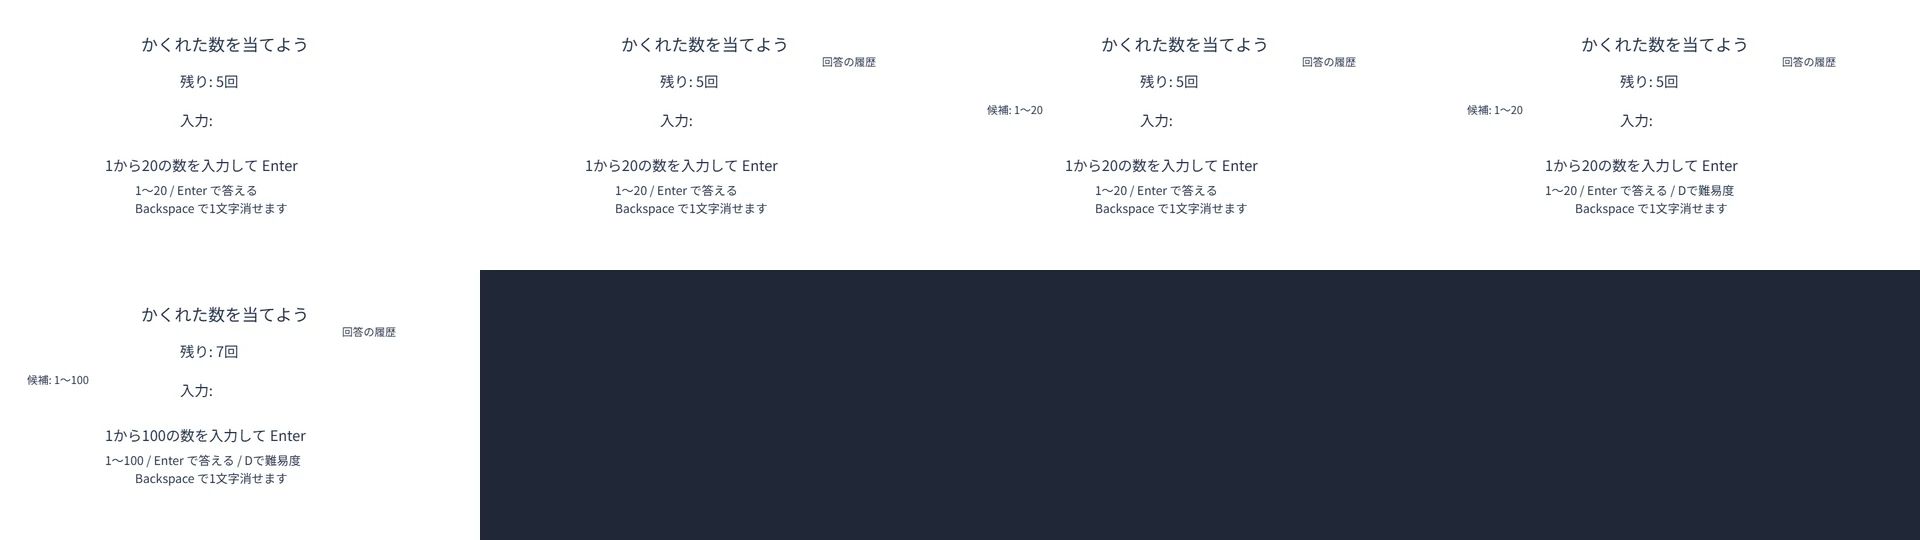 かくれた数を当てよう
残り: 5回
入力:
1から20の数を入力して Enter
1〜20 / Enter で答える
Backspace で1文字消せます
かくれた数を当てよう
回答の履歴
残り: 5回
入力:
1から20の数を入力して Enter
1〜20 / Enter で答える
Backspace で1文字消せます
かくれた数を当てよう
回答の履歴
残り: 5回
候補: 1〜20
入力:
1から20の数を入力して Enter
1〜20 / Enter で答える
Backspace で1文字消せます
かくれた数を当てよう
回答の履歴
残り: 5回
候補: 1〜20
入力:
1から20の数を入力して Enter
1〜20 / Enter で答える / Dで難易度
Backspace で1文字消せます
かくれた数を当てよう
回答の履歴
残り: 7回
候補: 1〜100
入力:
1から100の数を入力して Enter
1〜100 / Enter で答える / Dで難易度
Backspace で1文字消せます